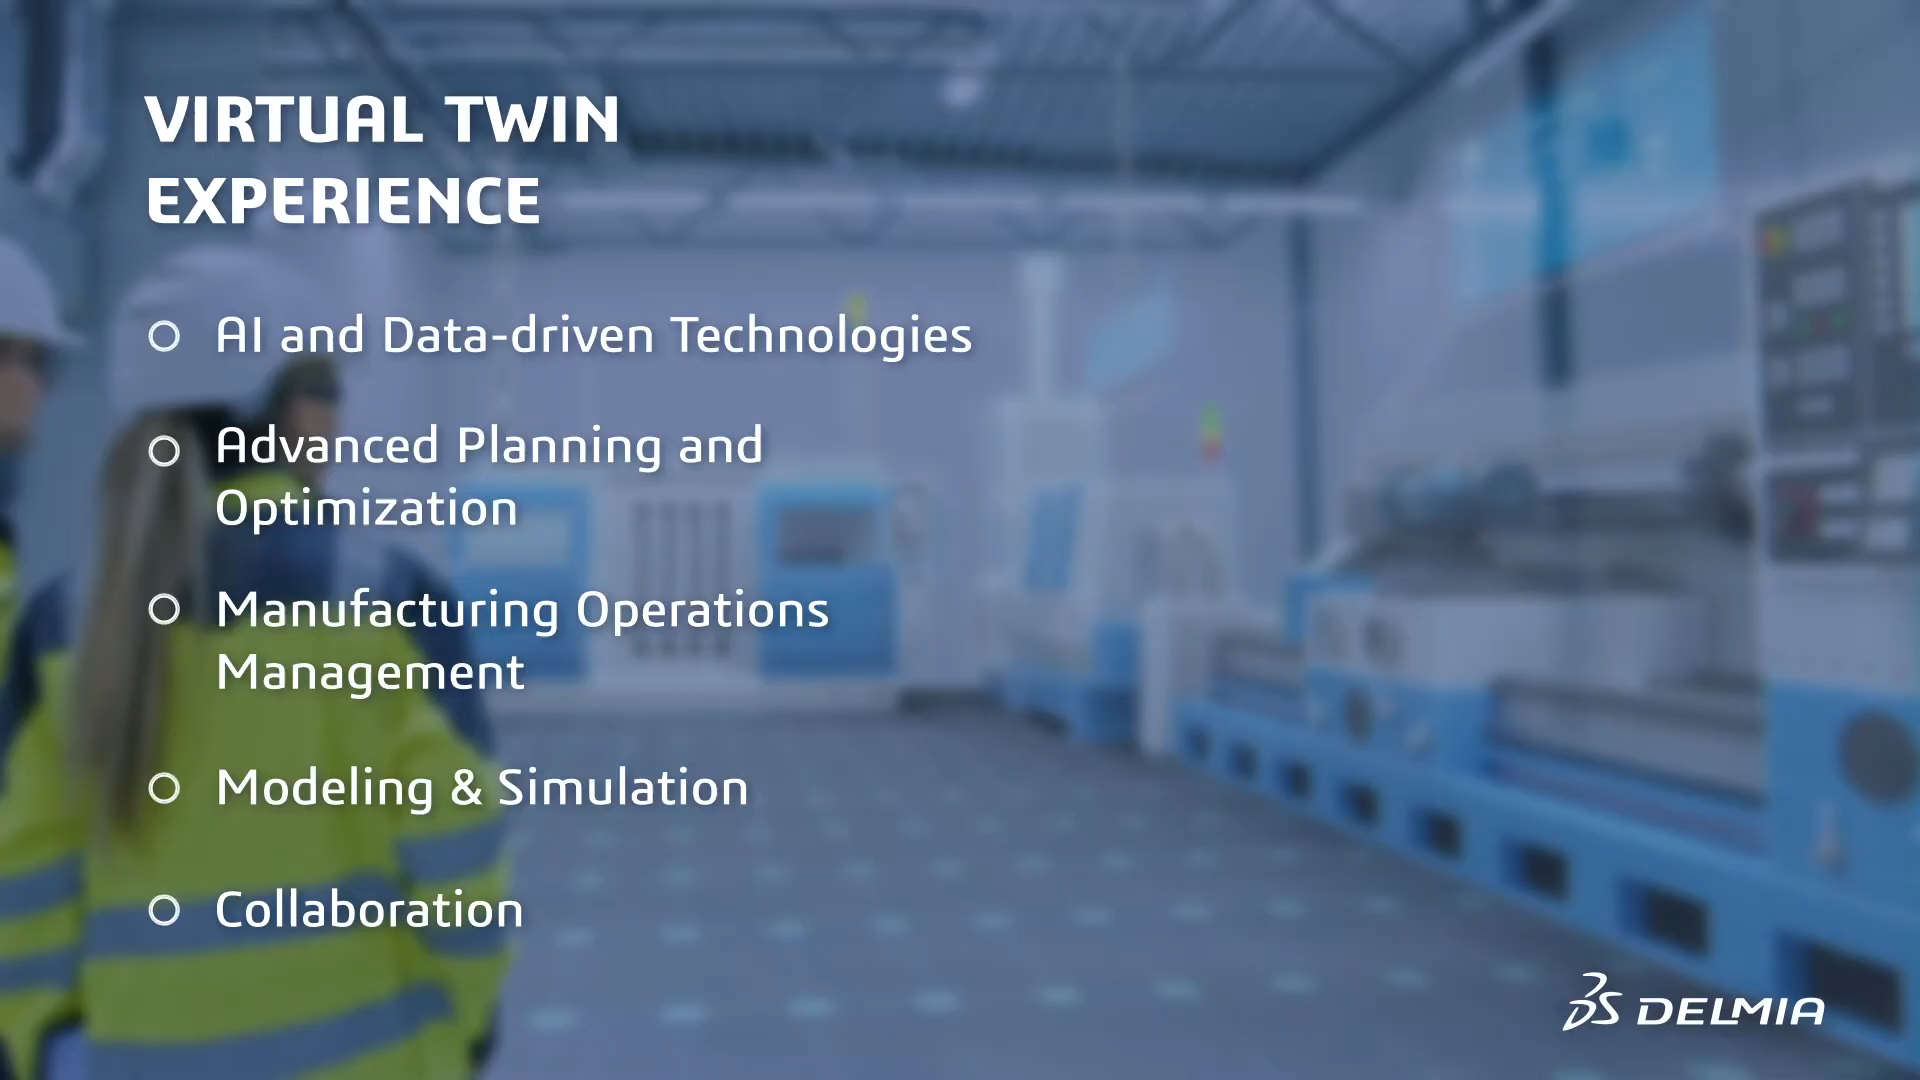 VIRTUAL TWIN
EXPERIENCE
AI and Data-driven Technologies
Advanced Planning and
Optimization
Manufacturing Operations
Management
Modeling & Simulation
Collaboration
3DS DELMIA